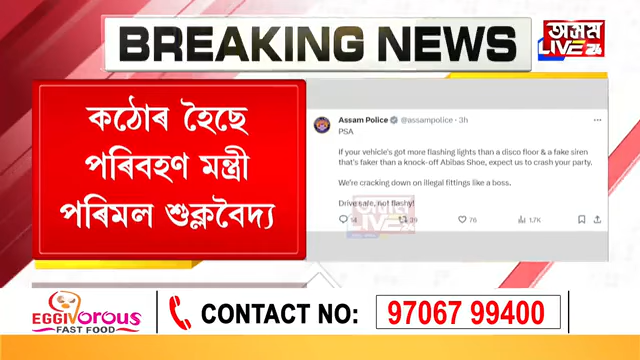 BREAKING NEWS
অসম
LIVE 24
কঠোৰ হৈছে
পৰিবহণ মন্ত্ৰী
পৰিমল শুক্লবৈদ্য
Assam Police @assampolice · 3h
PSA
If your vehicle's got more flashing lights than a disco floor & a fake siren
that's faker than a knock-off Abibas Shoe, expect us to crash your party.
We're cracking down on illegal fittings like a boss.
Drive safe, not flashy!
14 39 76 1.7K
EGGIVOROUS
FAST FOOD
CONTACT NO: 97067 99400